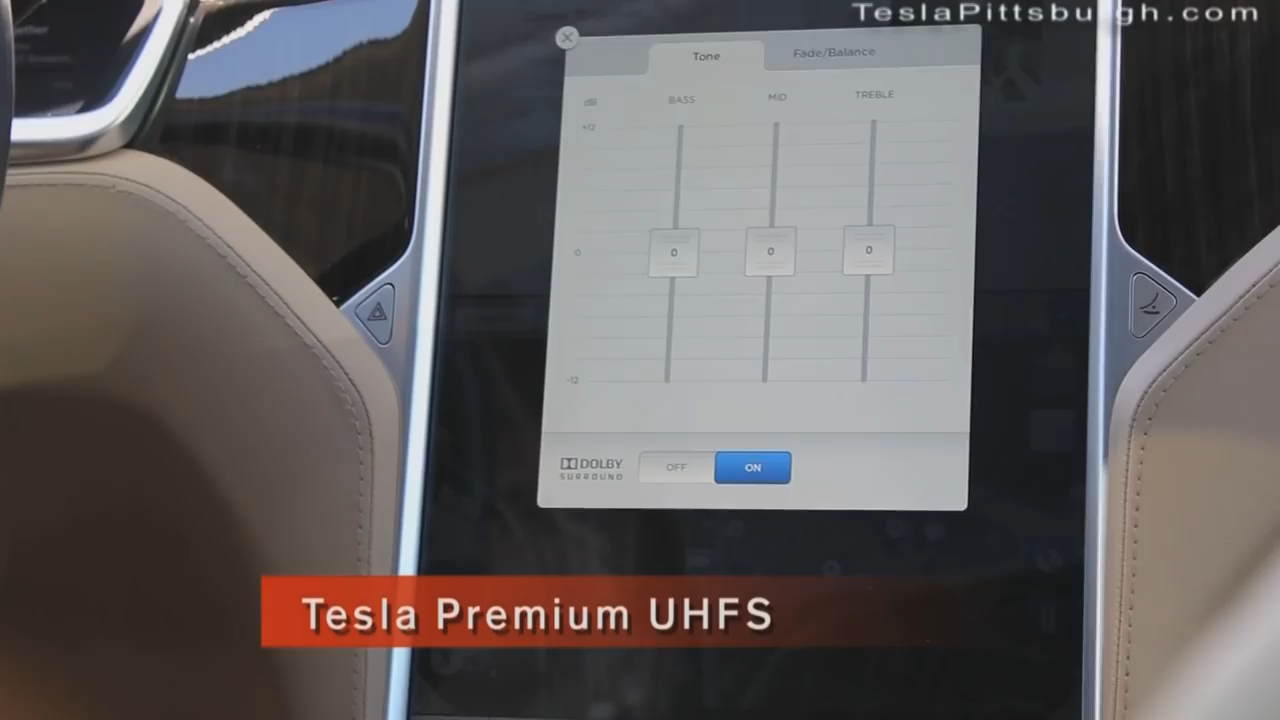 TeslaPittsburgh.com
Tone
Fade/Balance
dB
BASS
MID
TREBLE
+12
0
0
0
0
-12
DOLBY
SURROUND
OFF
ON
Tesla Premium UHFS